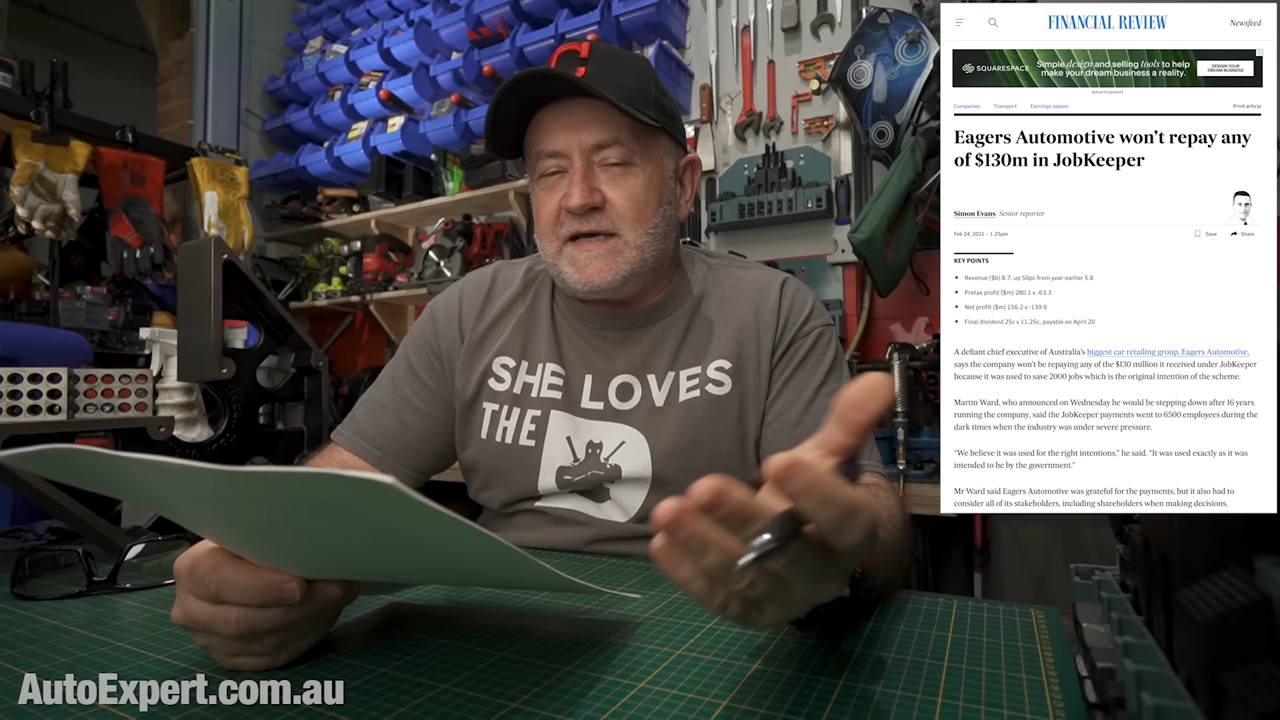 FINANCIAL REVIEW
Newsfeed
SQUARESPACE
Simple design and selling tools to help
make your dream business a reality.
DESIGN YOUR
DREAM BUSINESS
Advertisement
Companies Transport Earnings season
Print article
Eagers Automotive won't repay any
of $130m in JobKeeper
Simon Evans Senior reporter
Feb 24, 2021 – 1.25pm
Save Share
KEY POINTS
Revenue ($b) 8.7, up 50pc from year-earlier 5.8
Pretax profit ($m) 280.1 v -63.3
Net profit ($m) 156.2 v -139.6
Final dividend 25c v 11.25c, payable on April 20
A defiant chief executive of Australia's biggest car retailing group, Eagers Automotive,
says the company won't be repaying any of the $130 million it received under JobKeeper
because it was used to save 2000 jobs which is the original intention of the scheme.
Martin Ward, who announced on Wednesday he would be stepping down after 16 years
running the company, said the JobKeeper payments went to 6500 employees during the
dark times when the industry was under severe pressure.
"We believe it was used for the right intentions," he said. "It was used exactly as it was
intended to be by the government."
Mr Ward said Eagers Automotive was grateful for the payments, but it also had to
consider all of its stakeholders, including shareholders when making decisions.
C
SHE LOVES
THE D
AutoExpert.com.au